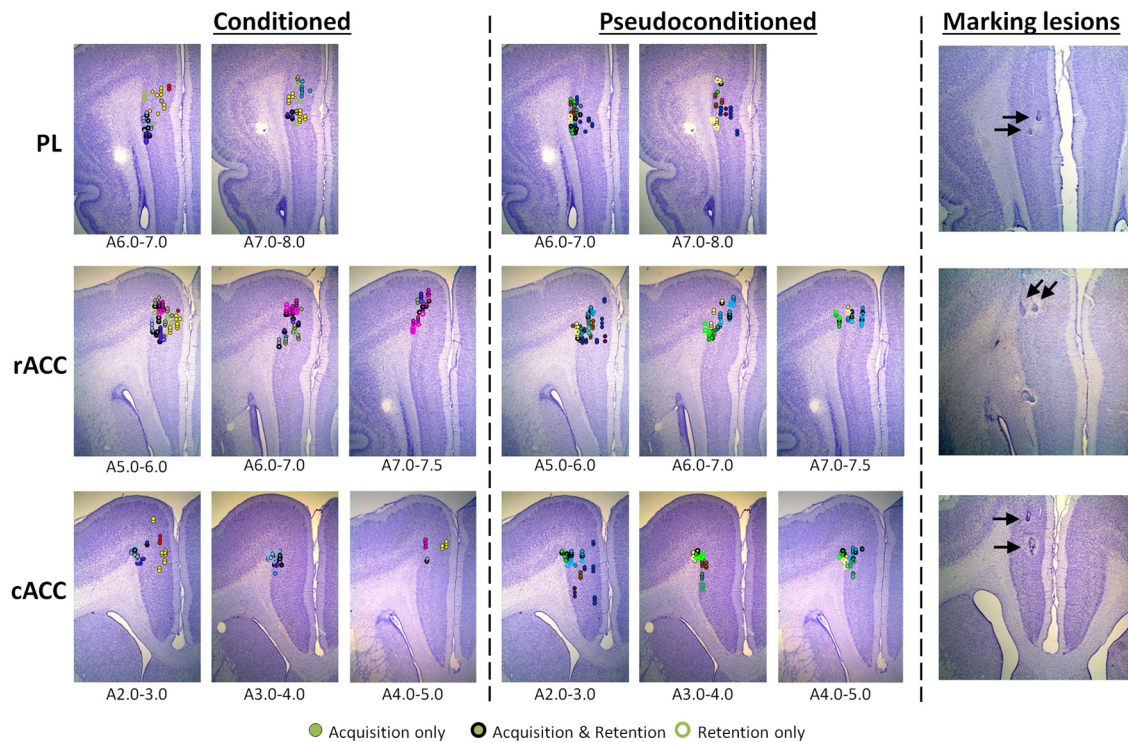 Conditioned Pseudoconditioned Marking lesions
PL
A6.0-7.0 A7.0-8.0 A6.0-7.0 A7.0-8.0
rACC
A5.0-6.0 A6.0-7.0 A7.0-7.5 A5.0-6.0 A6.0-7.0 A7.0-7.5
cACC
A2.0-3.0 A3.0-4.0 A4.0-5.0 A2.0-3.0 A3.0-4.0 A4.0-5.0
Acquisition only Acquisition & Retention Retention only